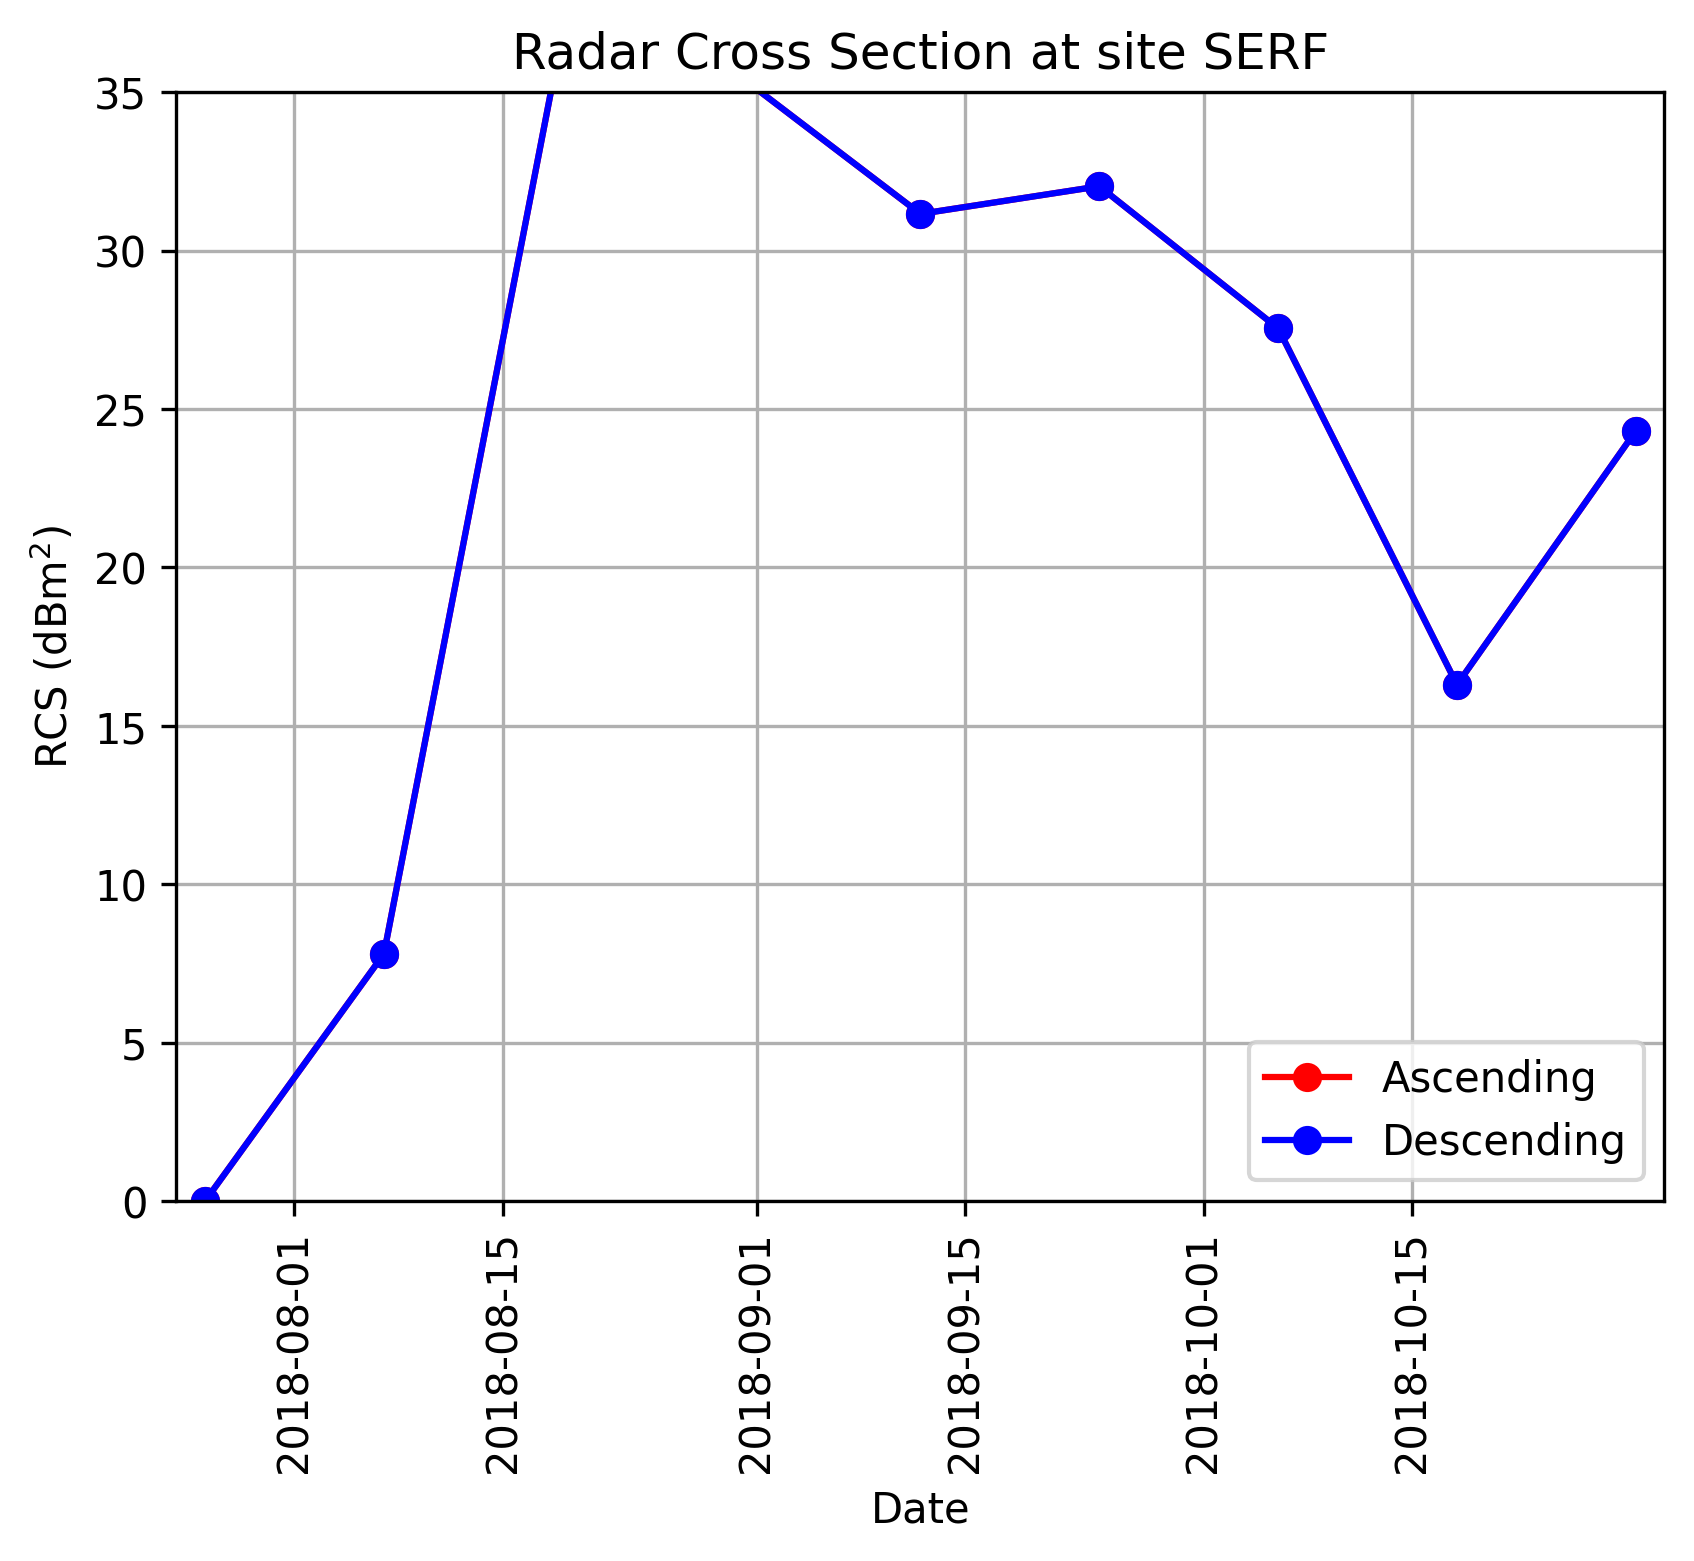 Radar Cross Section at site SERF
35
30
25
20
15
10
5
0
RCS (dBm²)
Ascending
Descending
2018-08-01
2018-08-15
2018-09-01
2018-09-15
2018-10-01
2018-10-15
Date